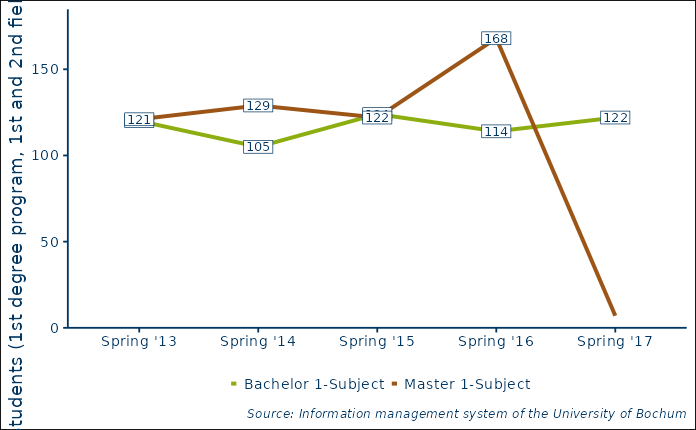 (1st degree program, 1st and 2nd
150
100
50
0
168
129
121
122
122
114
105
Spring '13 Spring '14 Spring '15 Spring '16 Spring '17
Bachelor 1-Subject Master 1-Subject
Source: Information management system of the University of Bochum